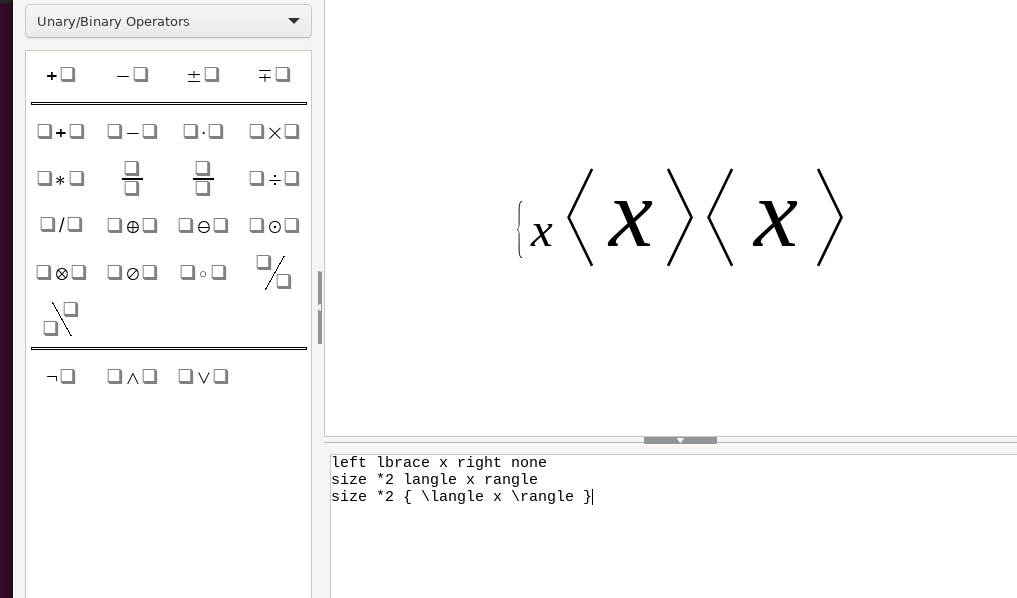 Unary/Binary Operators
+❏ −❏ ±❏ ∓❏
❏+❏ ❏−❏ ❏·❏ ❏×❏
❏∗❏ ❏/❏ ❏/❏ ❏÷❏
❏/❏ ❏⊕❏ ❏⊖❏ ❏⊙❏
❏⊗❏ ❏⊘❏ ❏∘❏ ❏/❏
❏\❏
¬❏ ❏∧❏ ❏∨❏
{x⟨x⟩⟨x⟩
left lbrace x right none
size *2 langle x rangle
size *2 { \langle x \rangle }